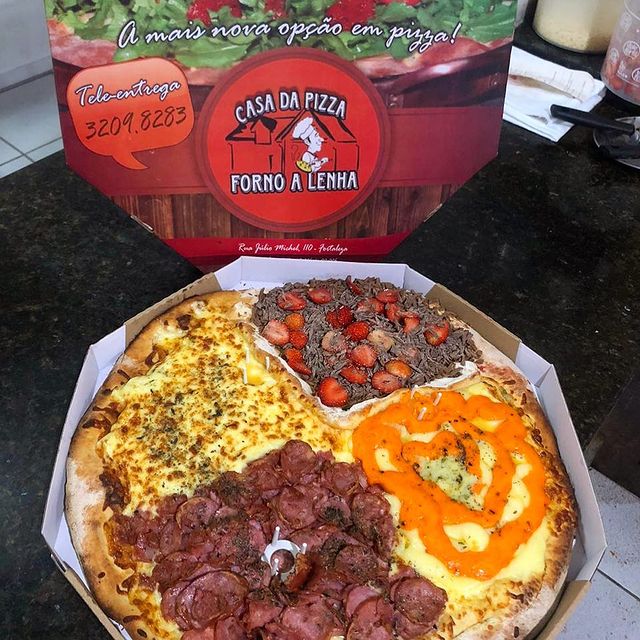 A mais nova opção em pizza!
Tele-entrega
3209.8283
CASA DA PIZZA
FORNO A LENHA
Rua Júlio Michel, 110 - Fortaleza